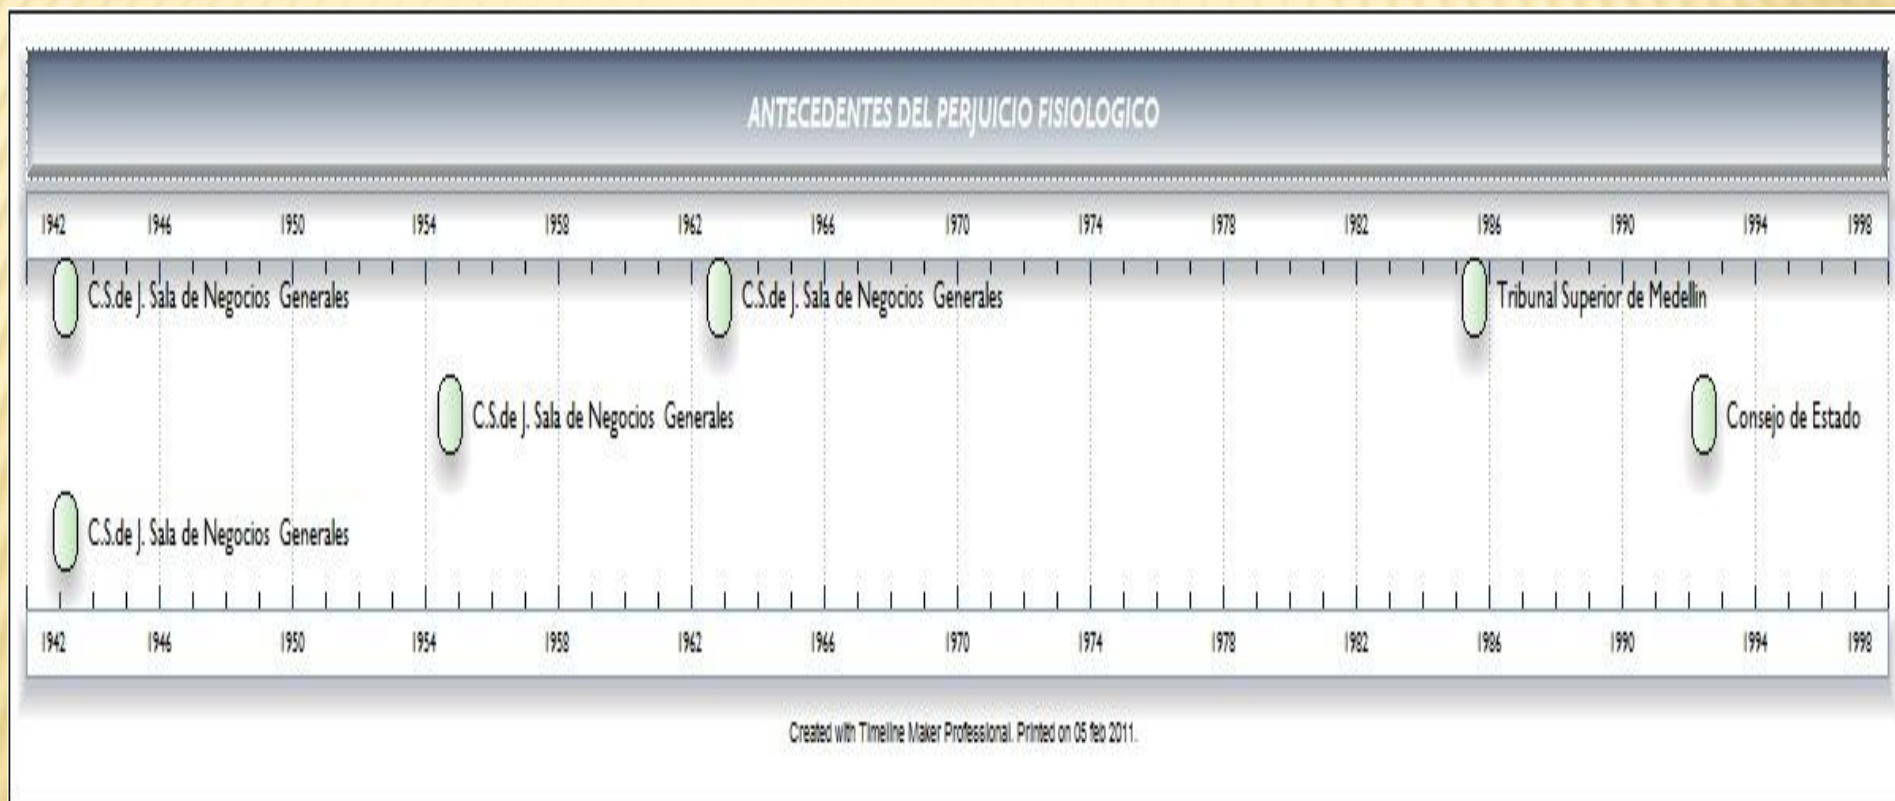 ANTECEDENTES DEL PERJUICIO FISIOLOGICO
1942 1946 1950 1954 1958 1962 1966 1970 1974 1978 1982 1986 1990 1994 1998
C.S.de J. Sala de Negocios Generales C.S.de J. Sala de Negocios Generales Tribunal Superior de Medellin
C.S.de J. Sala de Negocios Generales Consejo de Estado
C.S.de J. Sala de Negocios Generales
1942 1946 1950 1954 1958 1962 1966 1970 1974 1978 1982 1986 1990 1994 1998
Created with Timeline Maker Professional. Printed on 05 feb 2011.